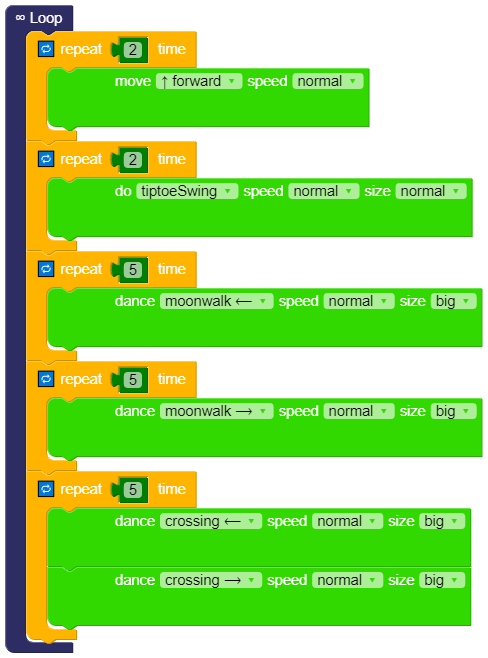 ∞ Loop
repeat 2 time
move ↑ forward speed normal
repeat 2 time
do tiptoeSwing speed normal size normal
repeat 5 time
dance moonwalk ← speed normal size big
repeat 5 time
dance moonwalk → speed normal size big
repeat 5 time
dance crossing ← speed normal size big
dance crossing → speed normal size big